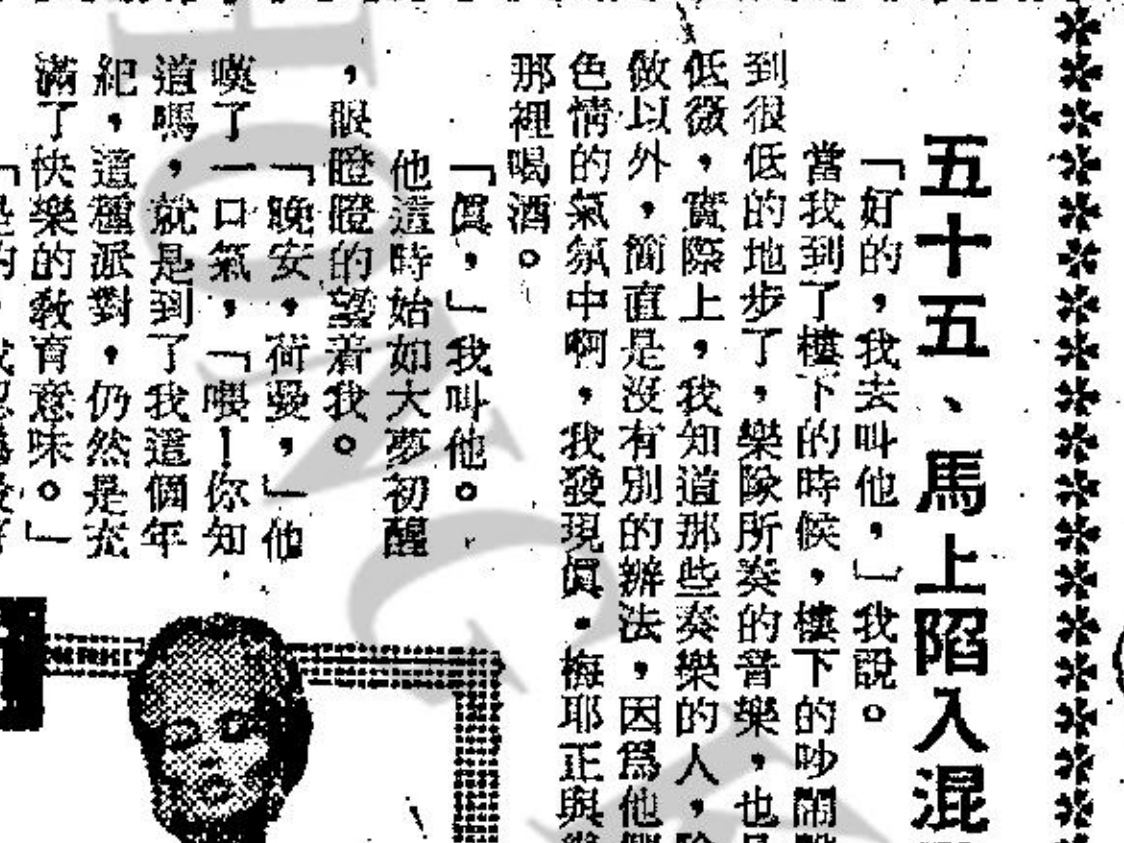 五十五、馬上陷入混
「好的，我去叫他，」我說。
當我到了樓下的時候，樓下的吵鬧
到很低的地步了，樂隊所奏的音樂，也
低微，實際上，我知道那些奏樂的人，
做以外，簡直是沒有別的辦法，因爲他
色情的氣氛中啊，我發現眞·梅耶正與
那裡喝酒。
「眞，」我叫他。
他這時始如大夢初醒
，眼瞪瞪的望着我。
「晚安，荷曼，」他
嘆了一口氣，「喂！你知
道嗎，就是到了我這個年
紀，這種派對，仍然是充
滿了快樂的教育意味。」